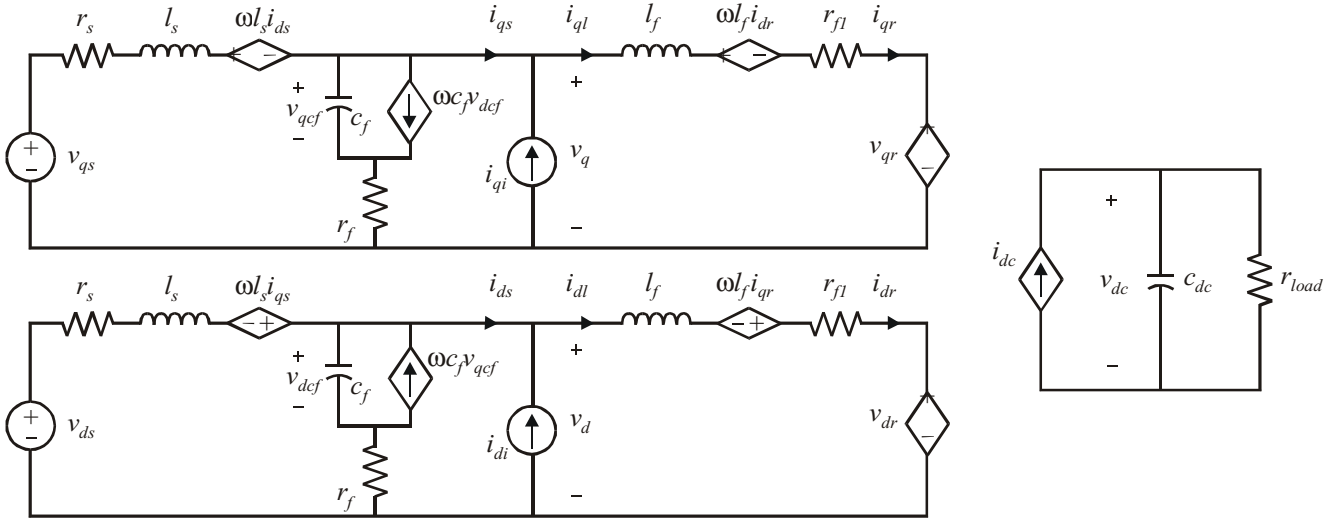 r_s l_s ωl_s i_ds i_qs i_ql l_f ωl_f i_dr r_f1 i_qr
+ − + −
+ v_qcf − c_f ωc_f v_dcf
+ − v_qs i_qi + v_q − v_qr + −
r_f
r_s l_s ωl_s i_qs i_ds i_dl l_f ωl_f i_qr r_f1 i_dr
− + − +
+ v_dcf − c_f ωc_f v_qcf
+ − v_ds i_di + v_d − v_dr + −
r_f
i_dc + v_dc − c_dc r_load